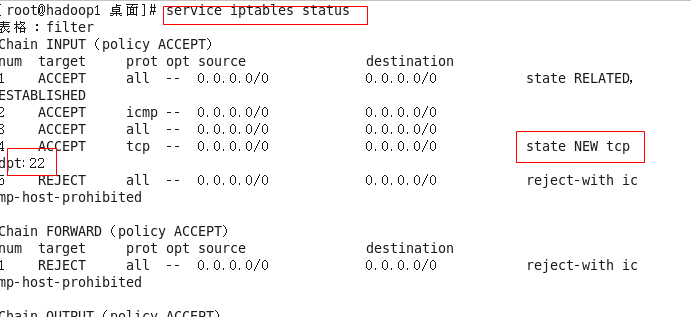 [ root@hadoop1 桌面]# service iptables status
表格：filter
Chain INPUT (policy ACCEPT)
num target prot opt source destination
1 ACCEPT all -- 0.0.0.0/0 0.0.0.0/0 state RELATED,
ESTABLISHED
2 ACCEPT icmp -- 0.0.0.0/0 0.0.0.0/0
3 ACCEPT all -- 0.0.0.0/0 0.0.0.0/0
4 ACCEPT tcp -- 0.0.0.0/0 0.0.0.0/0 state NEW tcp
dpt:22
5 REJECT all -- 0.0.0.0/0 0.0.0.0/0 reject-with ic
mp-host-prohibited
Chain FORWARD (policy ACCEPT)
num target prot opt source destination
1 REJECT all -- 0.0.0.0/0 0.0.0.0/0 reject-with ic
mp-host-prohibited
Chain OUTPUT (policy ACCEPT)